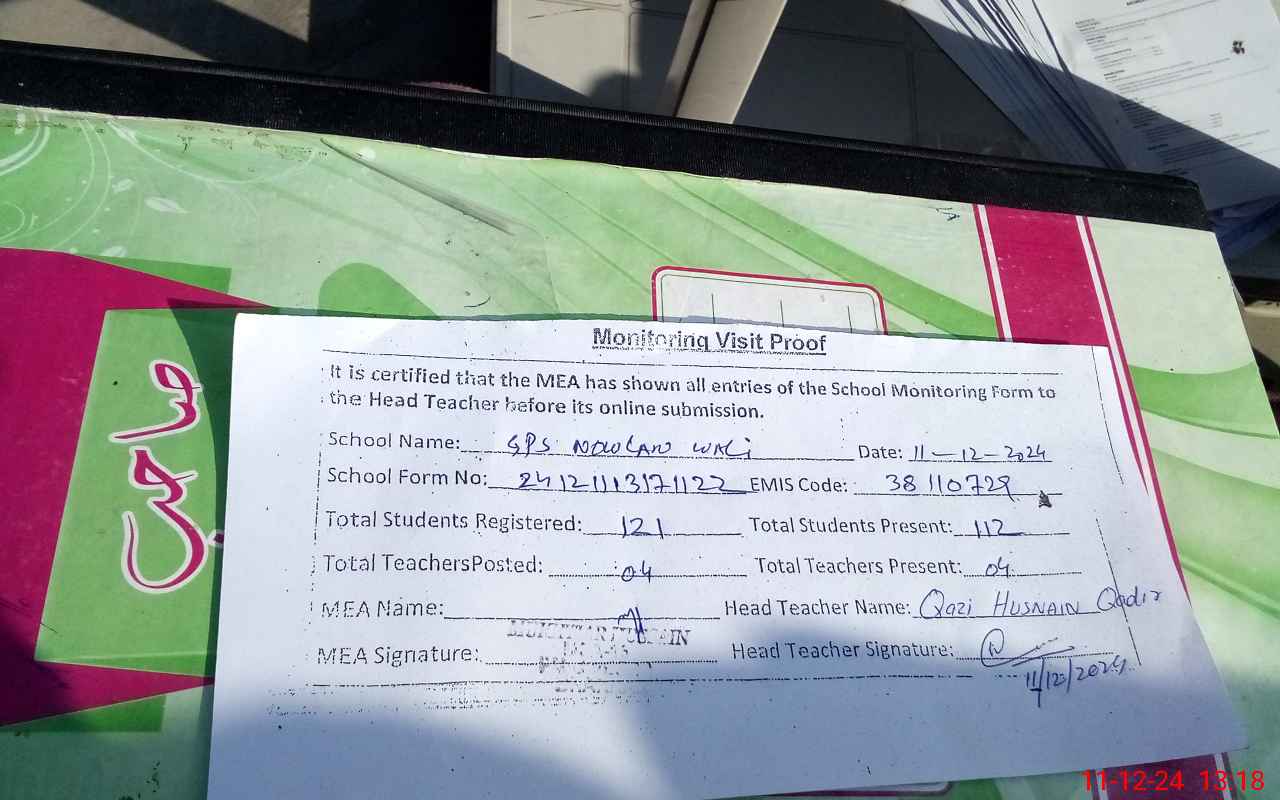 Monitoring Visit Proof
It is certified that the MEA has shown all entries of the School Monitoring Form to
the Head Teacher before its online submission.
School Name: GPS NOWLAN WALI Date: 11-12-2024
School Form No: 24121113171122 EMIS Code: 38110729
Total Students Registered: 121 Total Students Present: 112
Total TeachersPosted: 04 Total Teachers Present: 04
MEA Name: Head Teacher Name: Qazi HUSNAIN Qadir
MUKHTAR HUSSAIN
MEA Signature: Head Teacher Signature:
11/12/2024
11-12-24 13:18